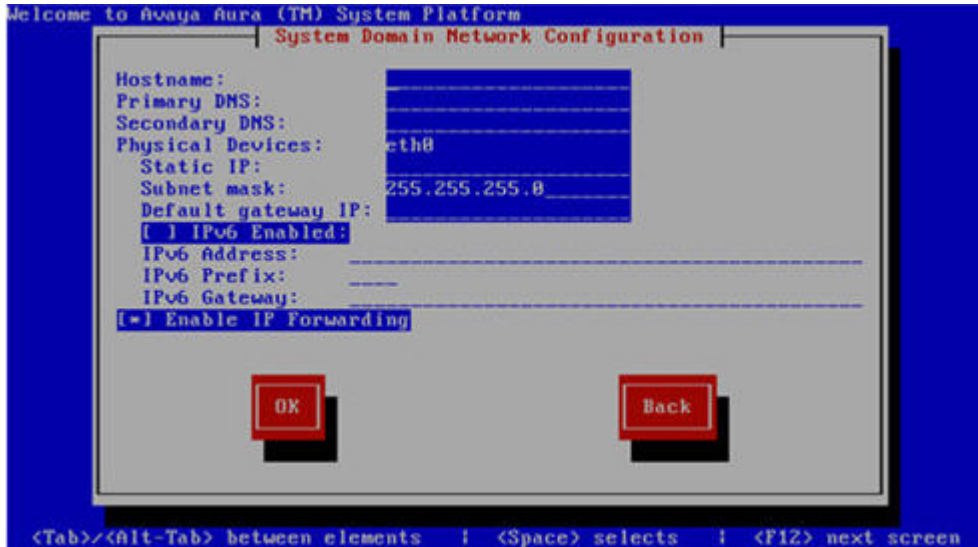 Welcome to Avaya Aura (TM) System Platform
System Domain Network Configuration
Hostname:
Primary DNS:
Secondary DNS:
Physical Devices: eth0
Static IP:
Subnet mask: 255.255.255.0
Default gateway IP:
[ ] IPv6 Enabled:
IPv6 Address:
IPv6 Prefix:
IPv6 Gateway:
[*] Enable IP Forwarding
OK Back
<Tab>/<Alt-Tab> between elements | <Space> selects | <F12> next screen